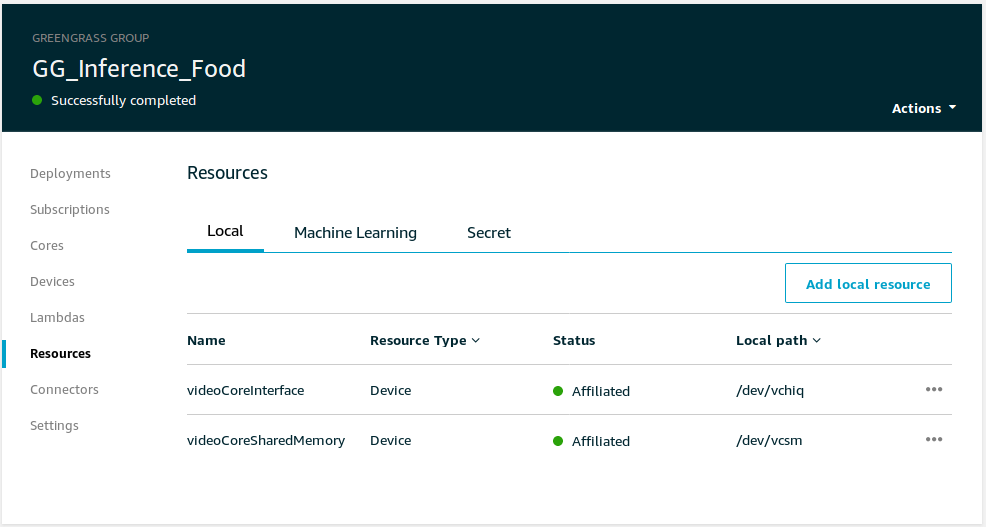 GREENGRASS GROUP
GG_Inference_Food
Successfully completed
Actions
Deployments
Subscriptions
Cores
Devices
Lambdas
Resources
Connectors
Settings
Resources
Local Machine Learning Secret
Add local resource
Name Resource Type Status Local path
videoCoreInterface Device Affiliated /dev/vchiq
videoCoreSharedMemory Device Affiliated /dev/vcsm